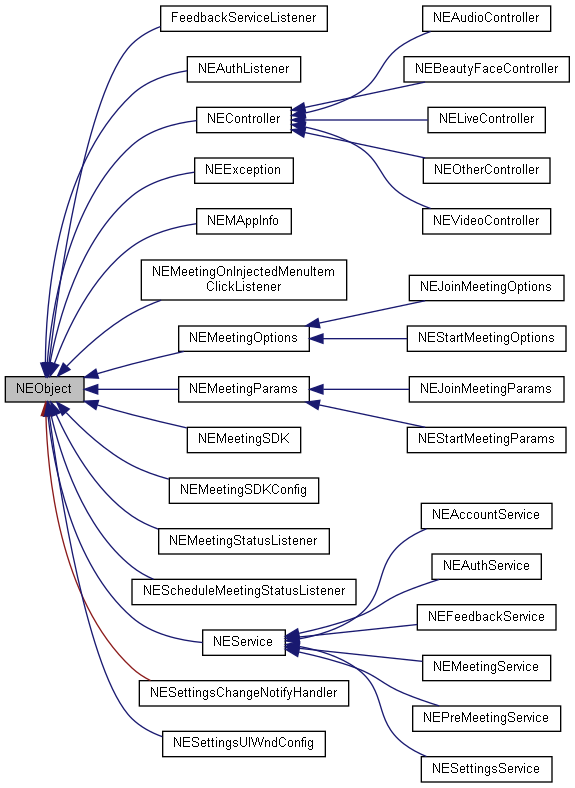 FeedbackServiceListener
NEAudioController
NEAuthListener
NEBeautyFaceController
NEController
NELiveController
NEException
NEOtherController
NEMAppInfo
NEVideoController
NEMeetingOnInjectedMenuItem
ClickListener
NEJoinMeetingOptions
NEMeetingOptions
NEStartMeetingOptions
NEObject
NEMeetingParams
NEJoinMeetingParams
NEMeetingSDK
NEStartMeetingParams
NEMeetingSDKConfig
NEAccountService
NEMeetingStatusListener
NEAuthService
NEScheduleMeetingStatusListener
NEFeedbackService
NEService
NEMeetingService
NESettingsChangeNotifyHandler
NEPreMeetingService
NESettingsUIWndConfig
NESettingsService